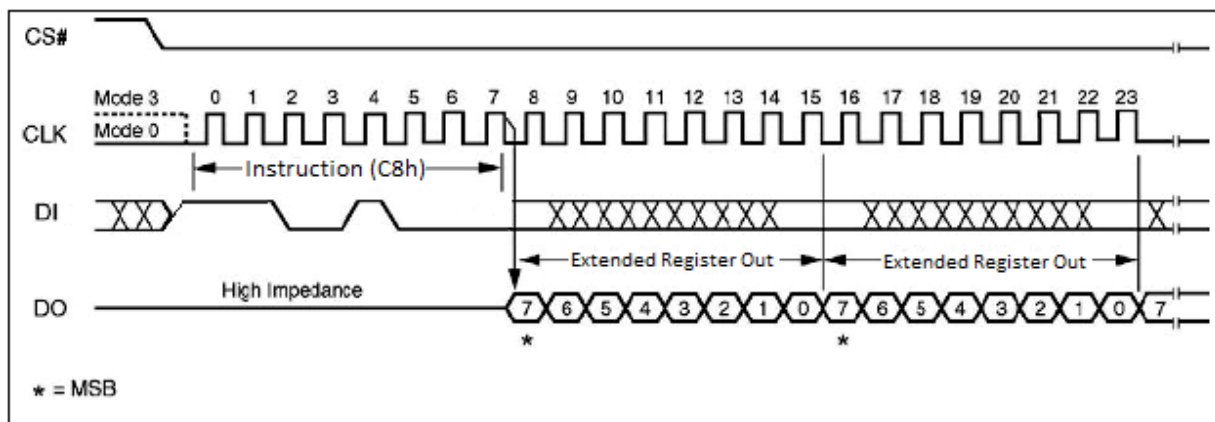 CS#
Mode 3 0 1 2 3 4 5 6 7 8 9 10 11 12 13 14 15 16 17 18 19 20 21 22 23
CLK Mode 0
Instruction (C8h)
DI
Extended Register Out Extended Register Out
High Impedance
DO 7 6 5 4 3 2 1 0 7 6 5 4 3 2 1 0 7
* *
* = MSB